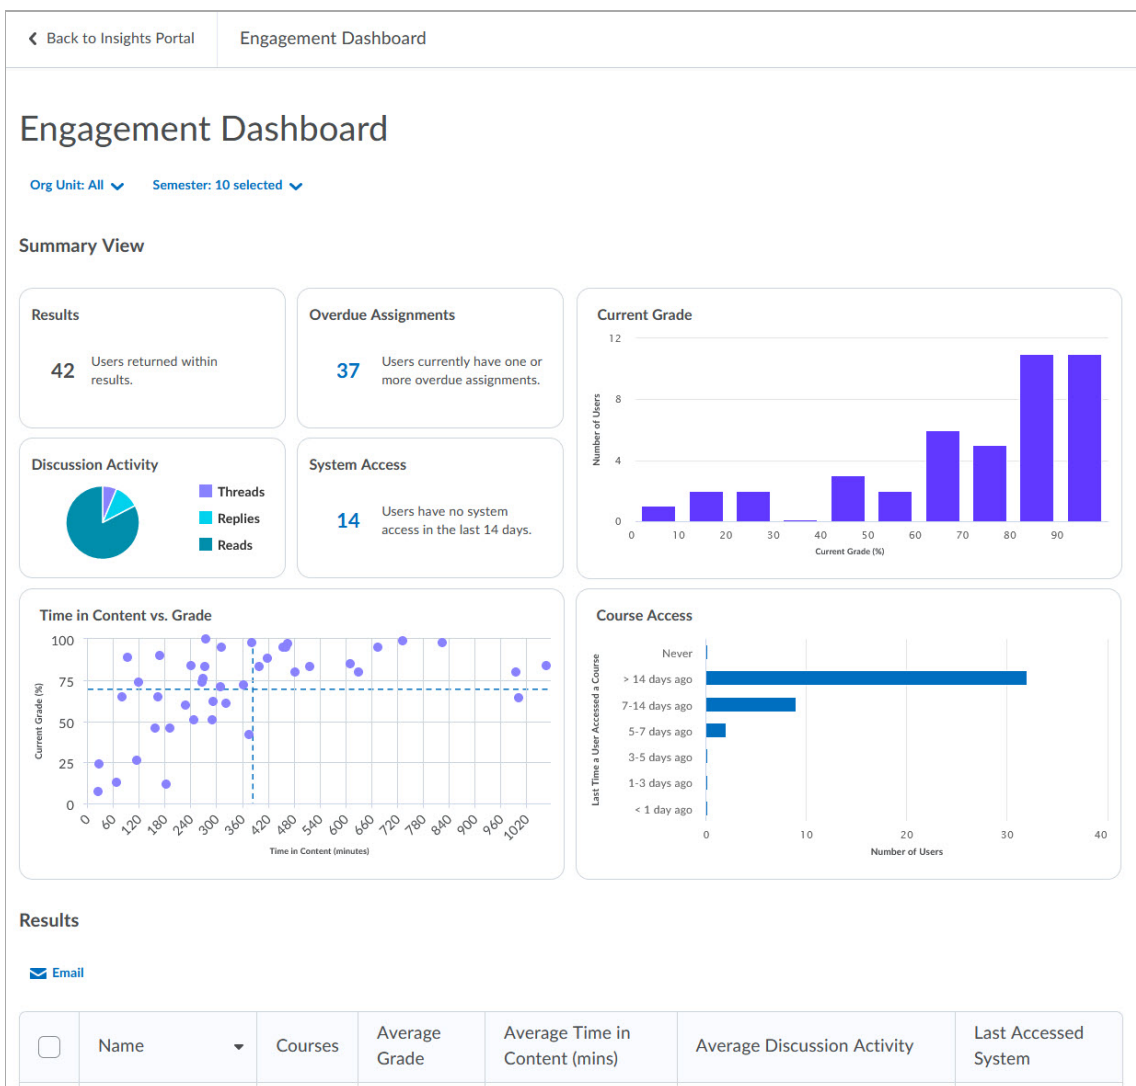 Back to Insights Portal
Engagement Dashboard
Engagement Dashboard
Org Unit: All
Semester: 10 selected
Summary View
Results
42
Users returned within
results.
Overdue Assignments
37
Users currently have one or
more overdue assignments.
Current Grade
12
8
4
0
Number of Users
0 10 20 30 40 50 60 70 80 90
Current Grade (%)
Discussion Activity
Threads
Replies
Reads
System Access
14
Users have no system
access in the last 14 days.
Time in Content vs. Grade
100
75
50
25
0
Current Grade (%)
0 60 120 180 240 300 360 420 480 540 600 660 720 780 840 900 960 1020
Time in Content (minutes)
Course Access
Last Time a User Accessed a Course
Never
> 14 days ago
7-14 days ago
5-7 days ago
3-5 days ago
1-3 days ago
< 1 day ago
0 10 20 30 40
Number of Users
Results
Email
Name
Courses
Average
Grade
Average Time in
Content (mins)
Average Discussion Activity
Last Accessed
System